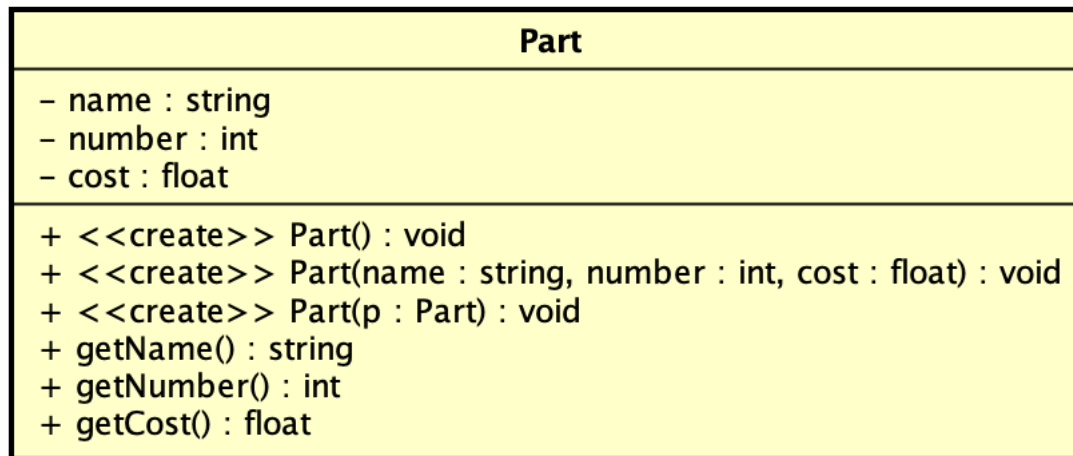 Part
– name : string
– number : int
– cost : float
+ <<create>> Part() : void
+ <<create>> Part(name : string, number : int, cost : float) : void
+ <<create>> Part(p : Part) : void
+ getName() : string
+ getNumber() : int
+ getCost() : float